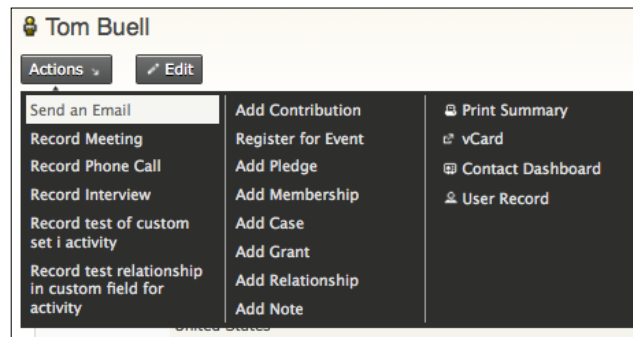 Tom Buell
Actions
Edit
Send an Email
Record Meeting
Record Phone Call
Record Interview
Record test of custom
set i activity
Record test relationship
in custom field for
activity
Add Contribution
Register for Event
Add Pledge
Add Membership
Add Case
Add Grant
Add Relationship
Add Note
Print Summary
vCard
Contact Dashboard
User Record
United States